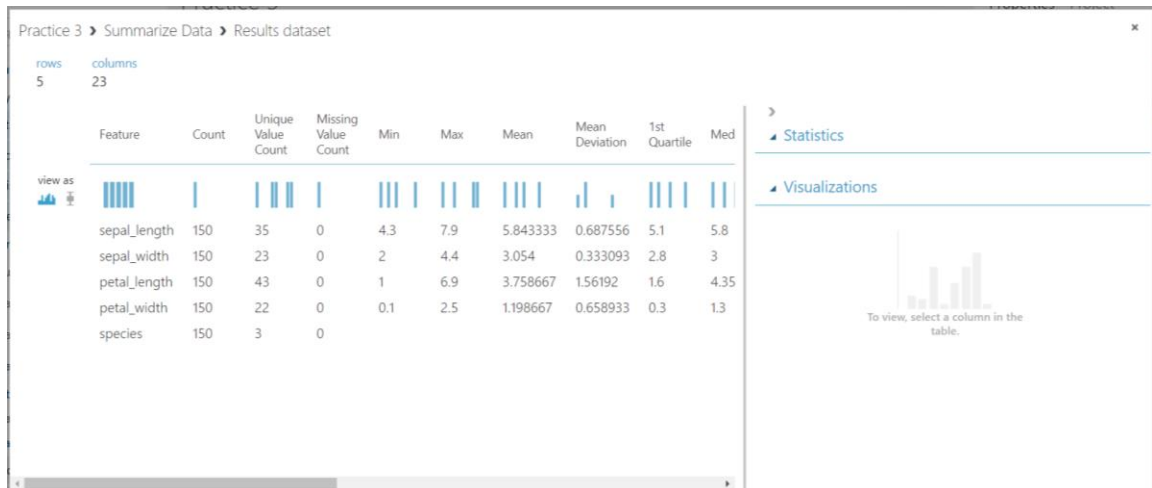 Practice 3 › Summarize Data › Results dataset
rows columns
5 23
Feature Count Unique Value Count Missing Value Count Min Max Mean Mean Deviation 1st Quartile Med
view as
sepal_length 150 35 0 4.3 7.9 5.843333 0.687556 5.1 5.8
sepal_width 150 23 0 2 4.4 3.054 0.333093 2.8 3
petal_length 150 43 0 1 6.9 3.758667 1.56192 1.6 4.35
petal_width 150 22 0 0.1 2.5 1.198667 0.658933 0.3 1.3
species 150 3 0
Statistics
Visualizations
To view, select a column in the
table.